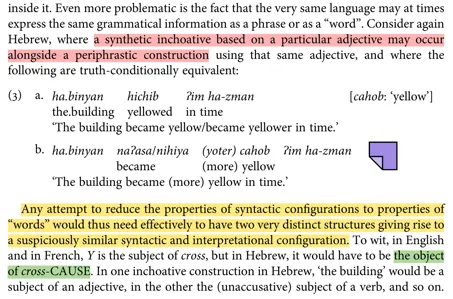 inside it. Even more problematic is the fact that the very same language may at times
express the same grammatical information as a phrase or as a “word”. Consider again
Hebrew, where a synthetic inchoative based on a particular adjective may occur
alongside a periphrastic construction using that same adjective, and where the
following are truth-conditionally equivalent:
(3) a. ha.binyan hichib ʔim ha-zman [cahob: ‘yellow’]
the.building yellowed in time
‘The building became yellow/became yellower in time.’
b. ha.binyan naʔasa/nihiya (yoter) cahob ʔim ha-zman
became (more) yellow
‘The building became (more) yellow in time.’
Any attempt to reduce the properties of syntactic configurations to properties of
“words” would thus need effectively to have two very distinct structures giving rise to
a suspiciously similar syntactic and interpretational configuration. To wit, in English
and in French, Y is the subject of cross, but in Hebrew, it would have to be the object
of cross-CAUSE. In one inchoative construction in Hebrew, ‘the building’ would be a
subject of an adjective, in the other the (unaccusative) subject of a verb, and so on.